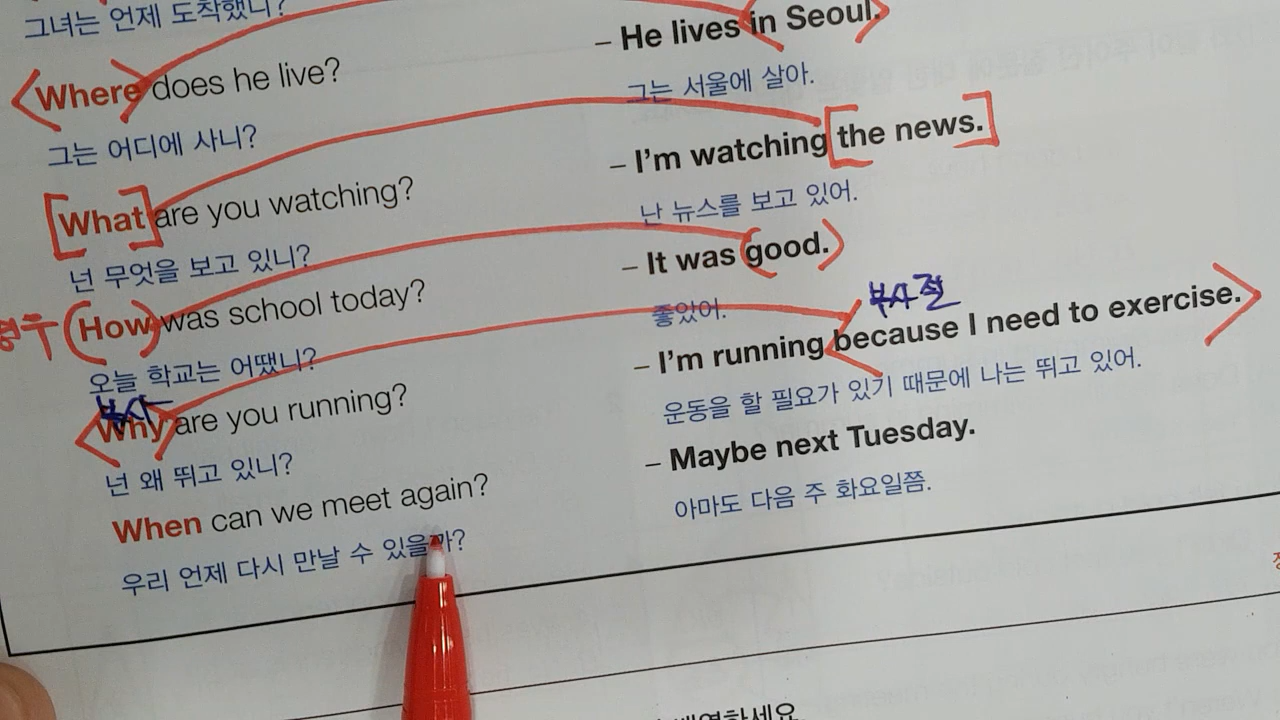 그녀는 언제 도착했니?
Where does he live?
– He lives in Seoul.
그는 어디에 사니?
그는 서울에 살아.
What are you watching?
– I'm watching the news.
넌 무엇을 보고 있니?
난 뉴스를 보고 있어.
How was school today?
– It was good.
오늘 학교는 어땠니?
좋았어.
부사
부사절
Why are you running?
– I'm running because I need to exercise.
넌 왜 뛰고 있니?
운동을 할 필요가 있기 때문에 나는 뛰고 있어.
When can we meet again?
– Maybe next Tuesday.
우리 언제 다시 만날 수 있을까?
아마도 다음 주 화요일쯤.